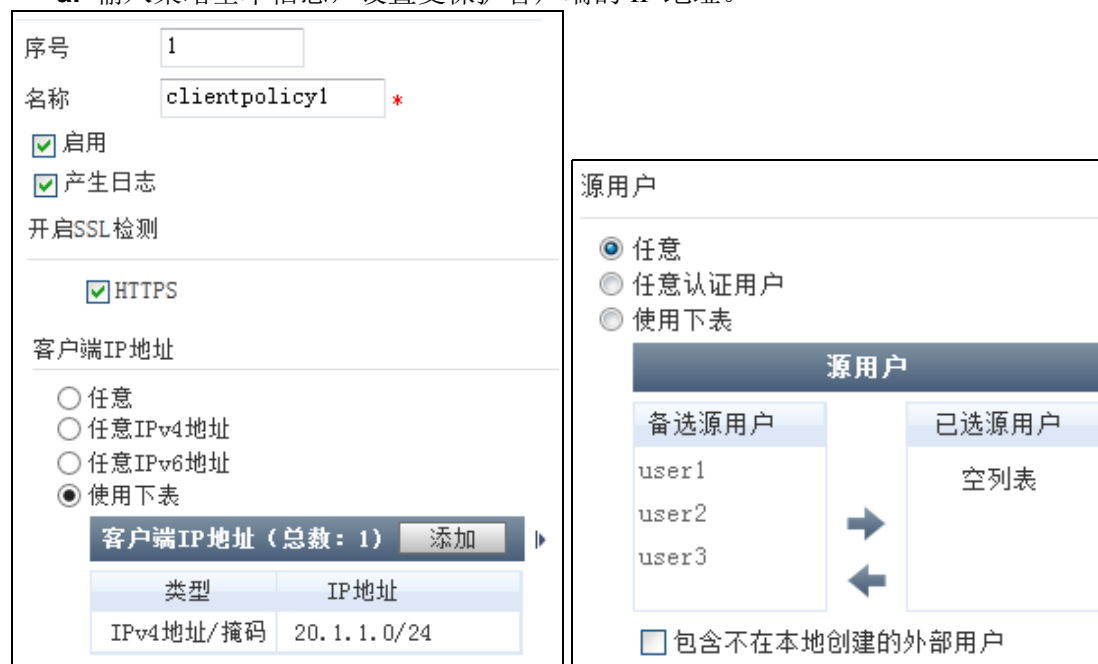 序号 1
名称 clientpolicy1 *
启用
产生日志
开启SSL检测
HTTPS
客户端IP地址
任意
任意IPv4地址
任意IPv6地址
使用下表
客户端IP地址（总数：1） 添加
类型 IP地址
IPv4地址/掩码 20.1.1.0/24
源用户
任意
任意认证用户
使用下表
源用户
备选源用户 已选源用户
user1 空列表
user2
user3
包含不在本地创建的外部用户